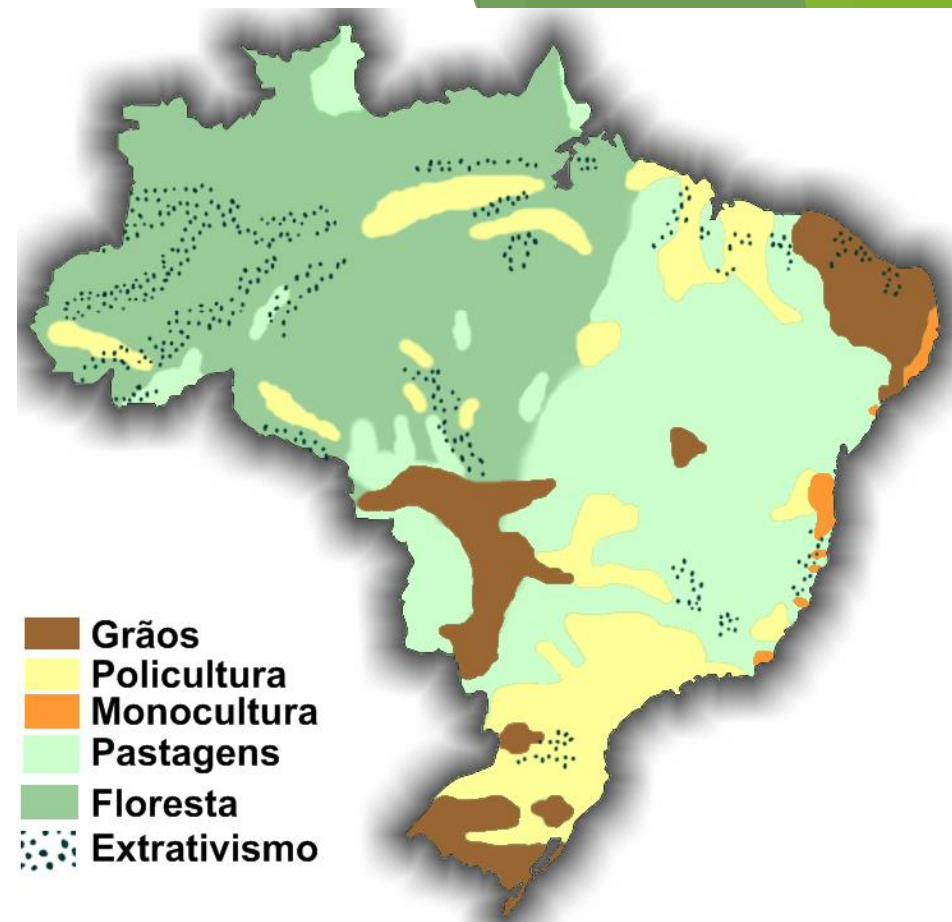 Grãos
Policultura
Monocultura
Pastagens
Floresta
Extrativismo